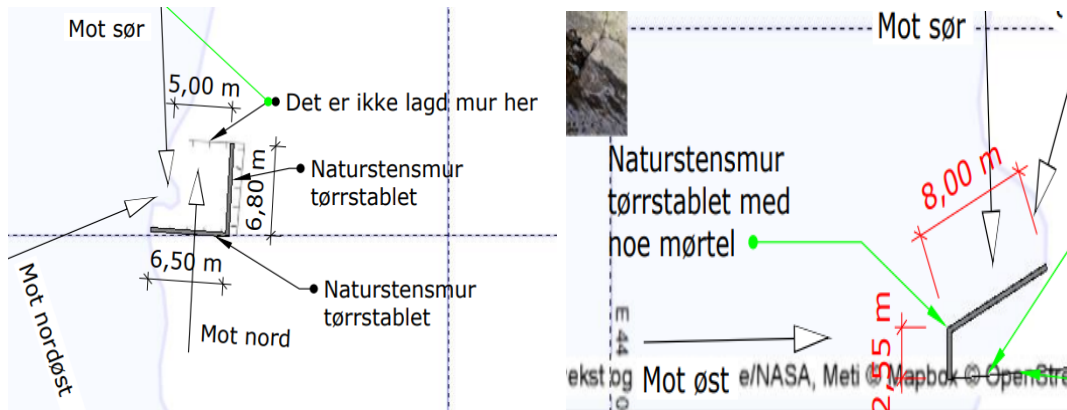 Mot sør
5,00 m
Det er ikke lagd mur her
Naturstensmur
tørrstablet
6,80 m
6,50 m
Naturstensmur
tørrstablet
Mot nord
Mot nordøst
Mot sør
8,00 m
Naturstensmur
tørrstablet med
noe mørtel
E 44
2,55 m
Mot øst
e/NASA, Meti © Mapbox © OpenStre